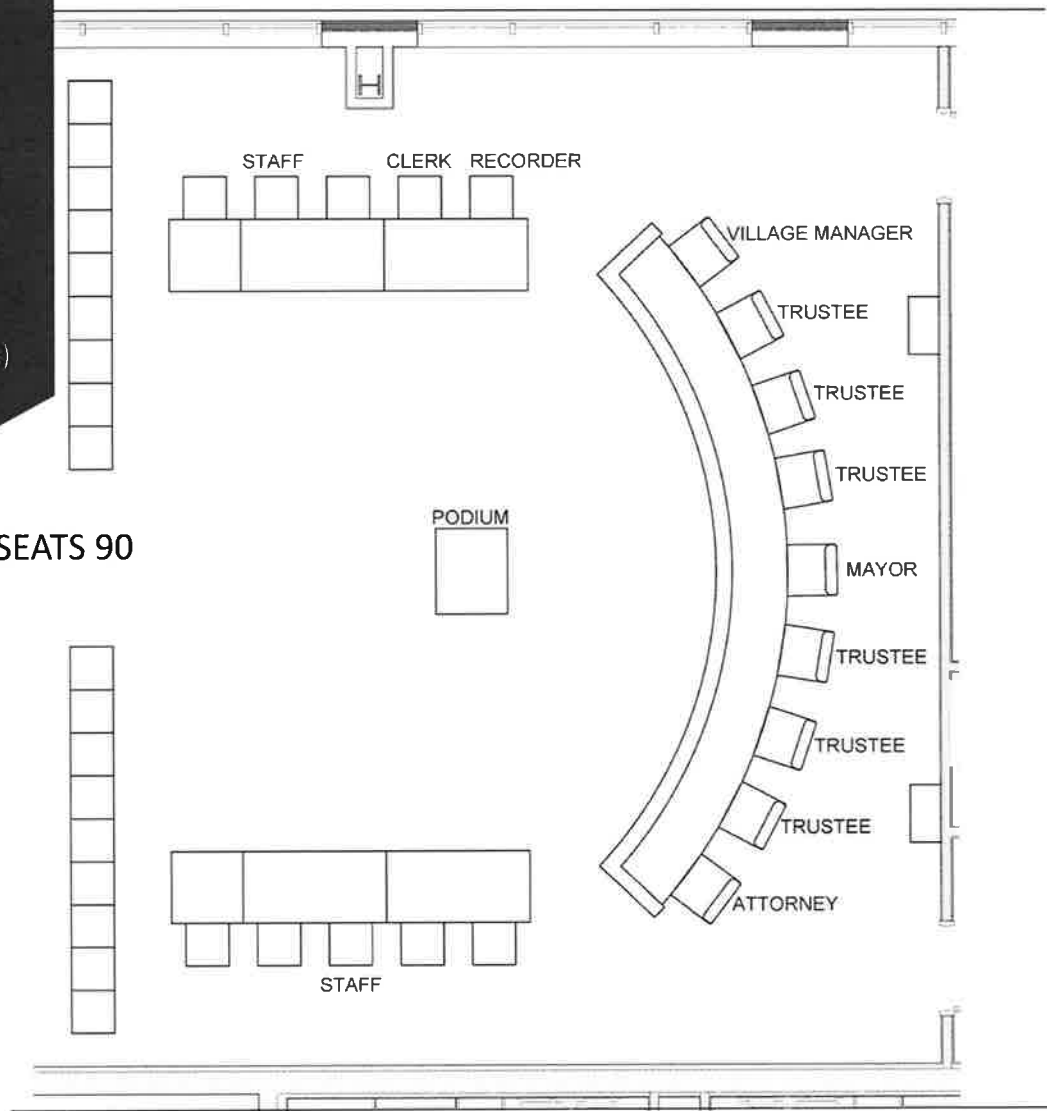 STAFF CLERK RECORDER
VILLAGE MANAGER
TRUSTEE
)
TRUSTEE
TRUSTEE
PODIUM
SEATS 90
MAYOR
TRUSTEE
TRUSTEE
TRUSTEE
ATTORNEY
STAFF